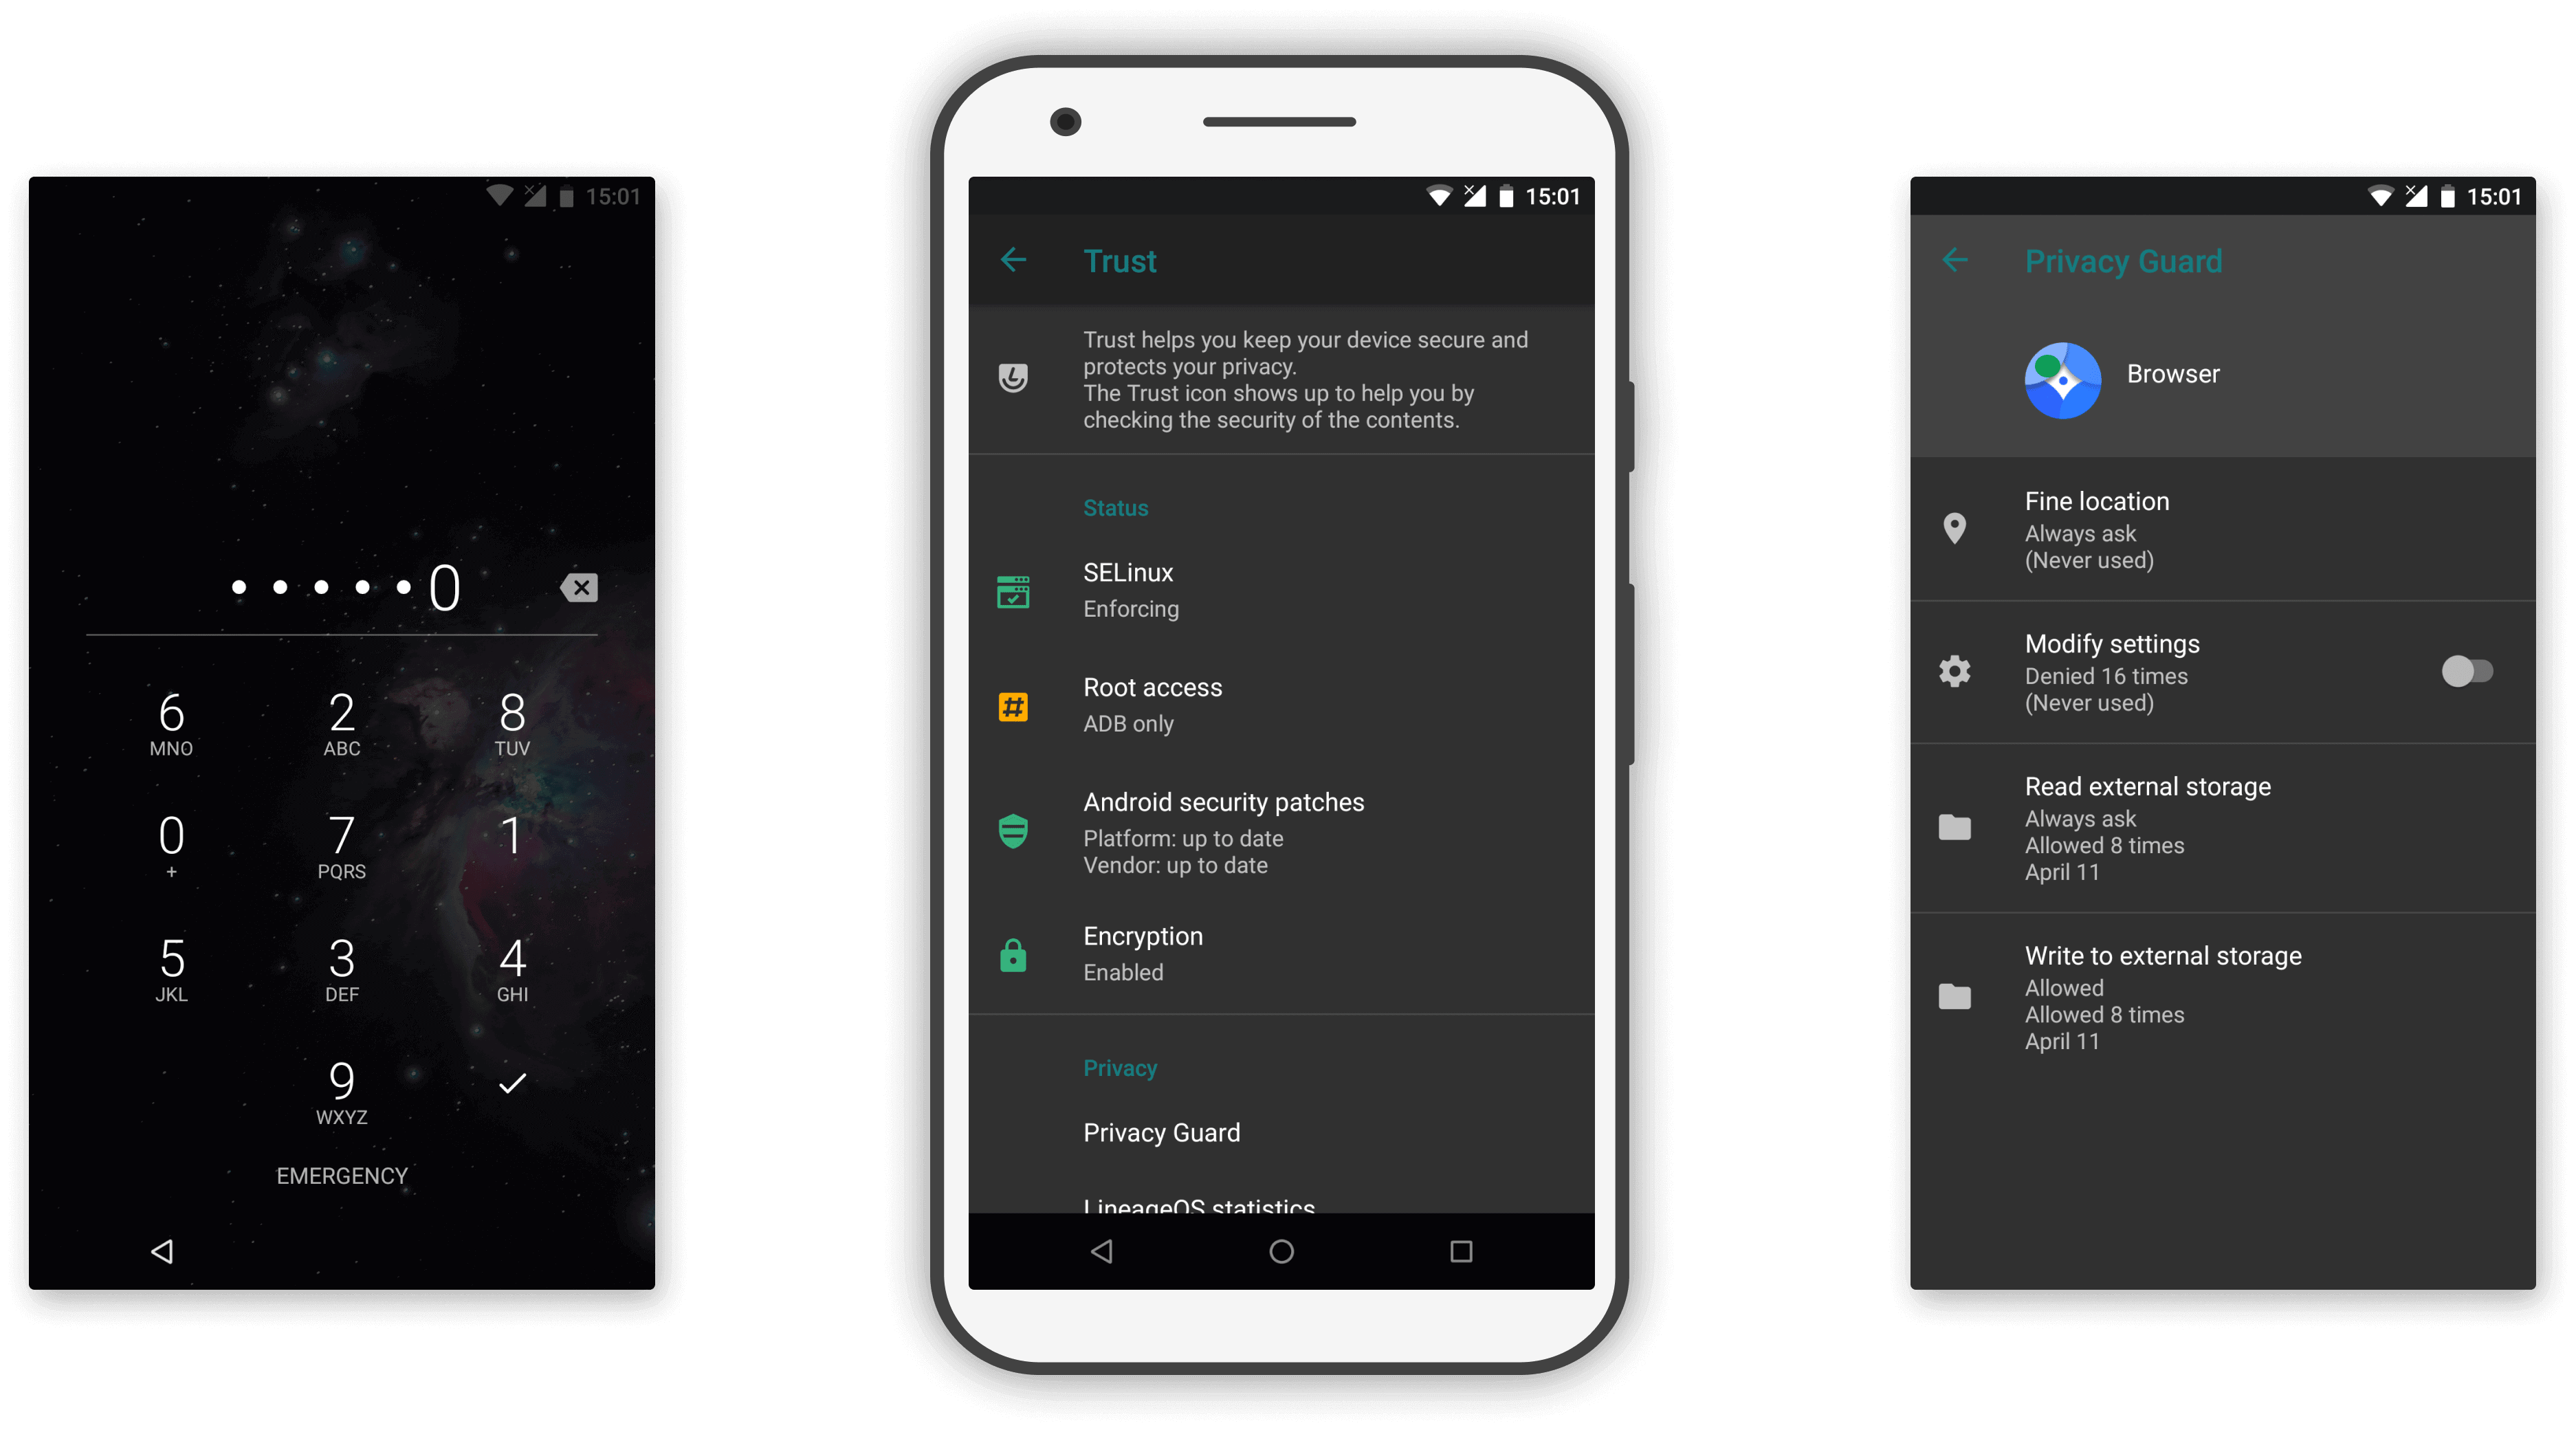 15:01
0
6 2 8
MNO ABC TUV
0 7 1
+ PQRS
5 3 4
JKL DEF GHI
9
WXYZ
EMERGENCY
15:01
Trust
Trust helps you keep your device secure and
protects your privacy.
The Trust icon shows up to help you by
checking the security of the contents.
Status
SELinux
Enforcing
#
Root access
ADB only
Android security patches
Platform: up to date
Vendor: up to date
Encryption
Enabled
Privacy
Privacy Guard
LineageOS statistics
15:01
Privacy Guard
Browser
Fine location
Always ask
(Never used)
Modify settings
Denied 16 times
(Never used)
Read external storage
Always ask
Allowed 8 times
April 11
Write to external storage
Allowed
Allowed 8 times
April 11